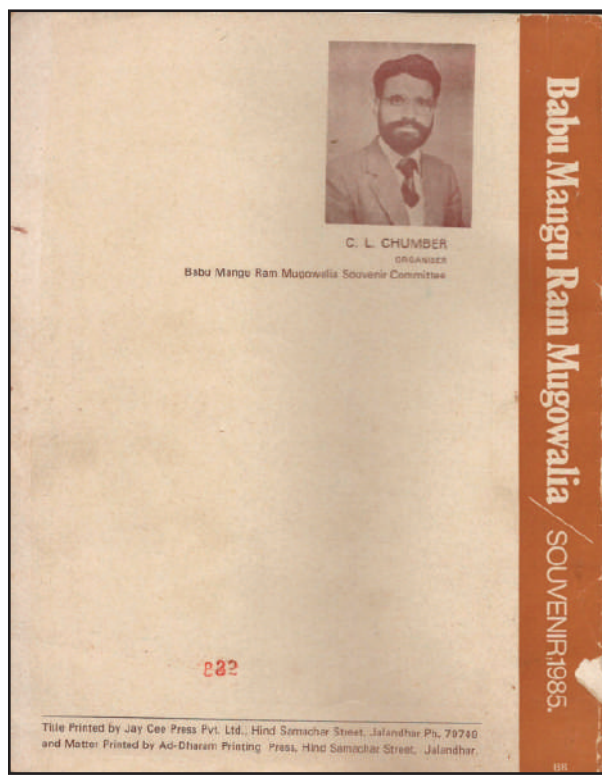 C. L. CHUMBER
ORGANISER
Babu Mangu Ram Mugowalia Souvenir Committee
Babu Mangu Ram Mugowalia / SOUVENIR, 1985.
832
Title Printed by Jay Cee Press Pvt. Ltd., Hind Samachar Street, Jalandhar Ph. 79740
and Matter Printed by Ad-Dharam Printing Press, Hind Samachar Street, Jalandhar.